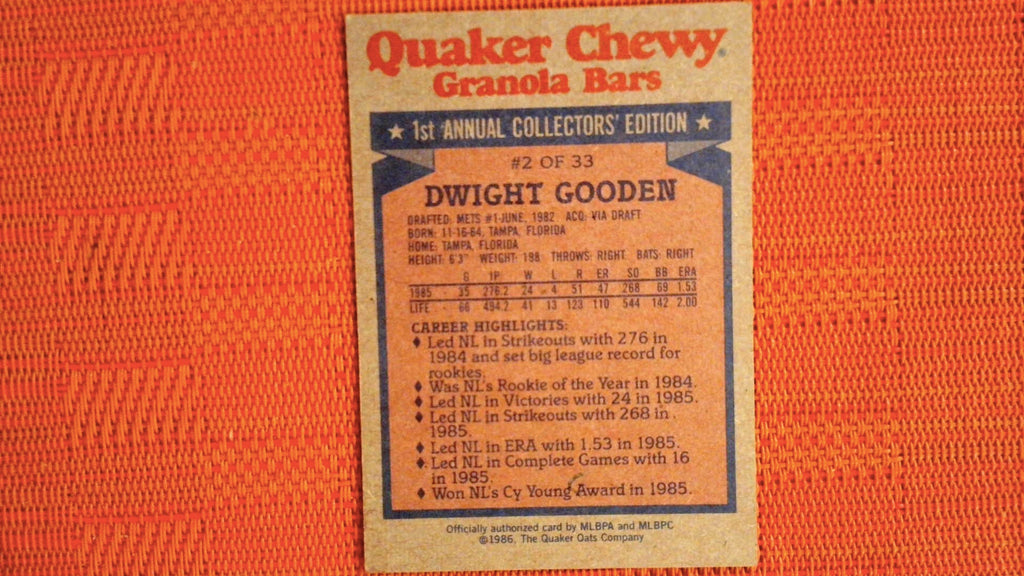 Quaker Chewy®
Granola Bars
★ 1st ANNUAL COLLECTORS' EDITION ★
#2 OF 33
DWIGHT GOODEN
DRAFTED: METS #1-JUNE, 1982 ACQ: VIA DRAFT
BORN: 11-16-64, TAMPA, FLORIDA
HOME: TAMPA, FLORIDA
HEIGHT: 6'3" WEIGHT: 198 THROWS: RIGHT BATS: RIGHT
G IP W L R ER SO BB ERA
1985 35 276.2 24 4 51 47 268 69 1.53
LIFE 66 494.2 41 13 123 110 544 142 2.00
CAREER HIGHLIGHTS:
♦ Led NL in Strikeouts with 276 in
1984 and set big league record for
rookies.
♦ Was NL's Rookie of the Year in 1984.
♦ Led NL in Victories with 24 in 1985.
♦ Led NL in Strikeouts with 268 in
1985.
♦ Led NL in ERA with 1.53 in 1985.
♦ Led NL in Complete Games with 16
in 1985.
♦ Won NL's Cy Young Award in 1985.
Officially authorized card by MLBPA and MLBPC
©1986, The Quaker Oats Company